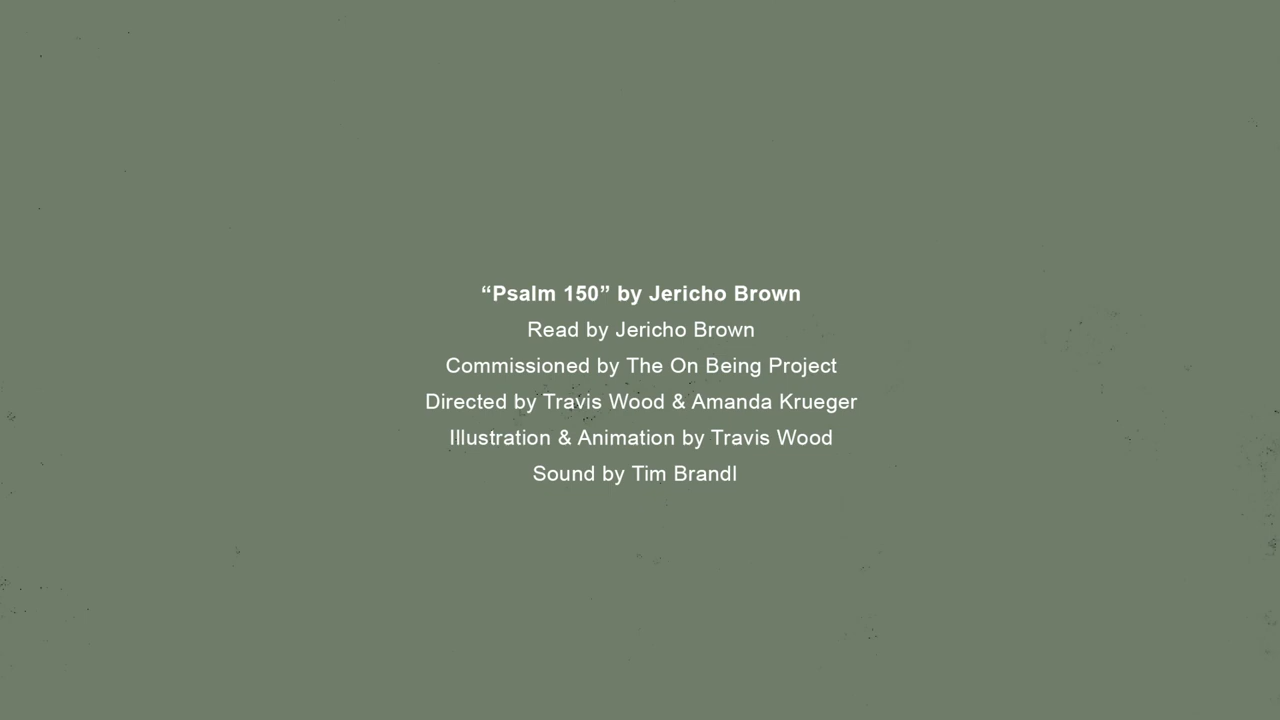 “Psalm 150” by Jericho Brown
Read by Jericho Brown
Commissioned by The On Being Project
Directed by Travis Wood & Amanda Krueger
Illustration & Animation by Travis Wood
Sound by Tim Brandl